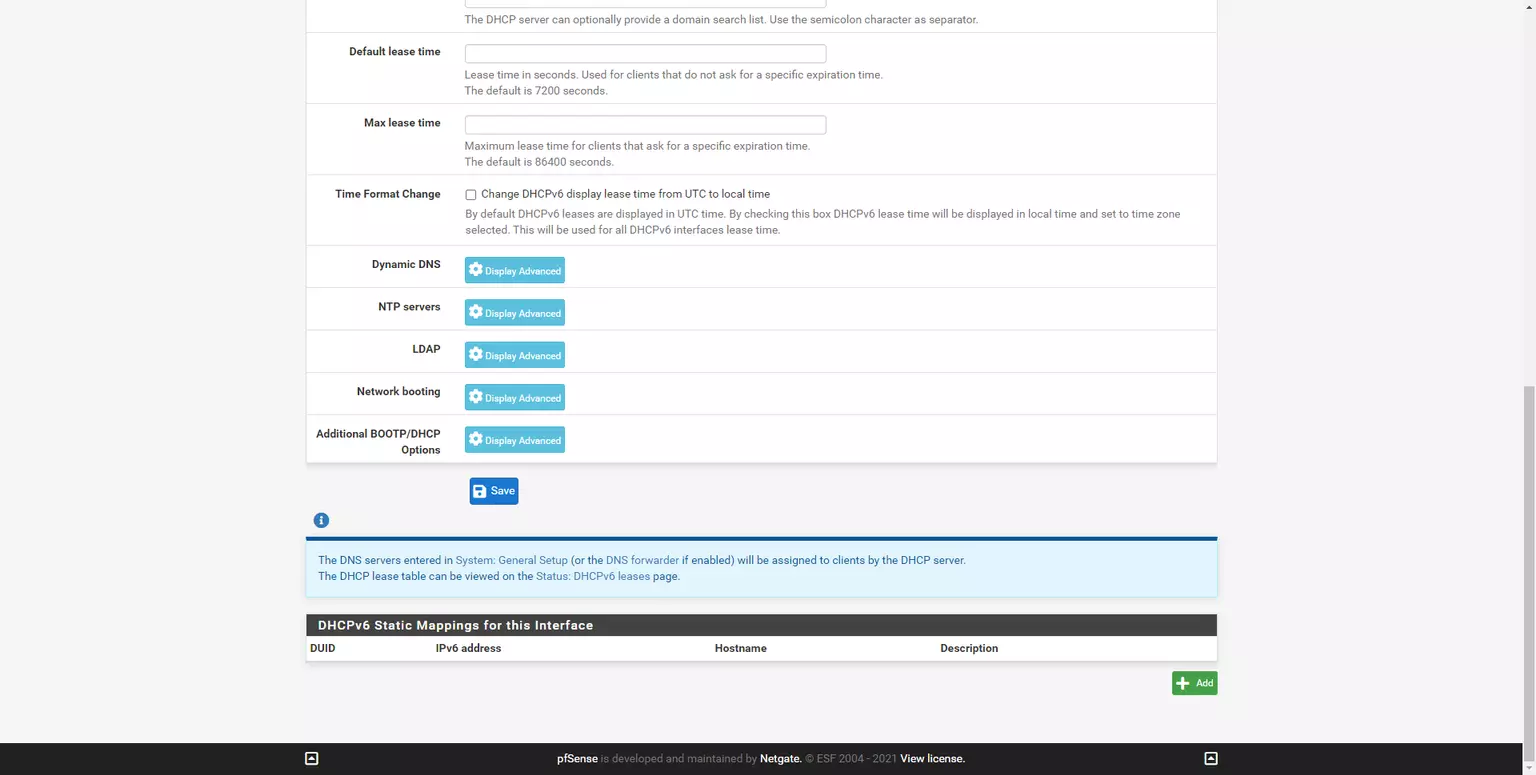 The DHCP server can optionally provide a domain search list. Use the semicolon character as separator.
Default lease time
Lease time in seconds. Used for clients that do not ask for a specific expiration time.
The default is 7200 seconds.
Max lease time
Maximum lease time for clients that ask for a specific expiration time.
The default is 86400 seconds.
Time Format Change
Change DHCPv6 display lease time from UTC to local time
By default DHCPv6 leases are displayed in UTC time. By checking this box DHCPv6 lease time will be displayed in local time and set to time zone
selected. This will be used for all DHCPv6 interfaces lease time.
Dynamic DNS
Display Advanced
NTP servers
Display Advanced
LDAP
Display Advanced
Network booting
Display Advanced
Additional BOOTP/DHCP
Options
Display Advanced
Save
The DNS servers entered in System: General Setup (or the DNS forwarder if enabled) will be assigned to clients by the DHCP server.
The DHCP lease table can be viewed on the Status: DHCPv6 leases page.
DHCPv6 Static Mappings for this Interface
DUID IPv6 address Hostname Description
Add
pfSense is developed and maintained by Netgate. © ESF 2004 - 2021 View license.